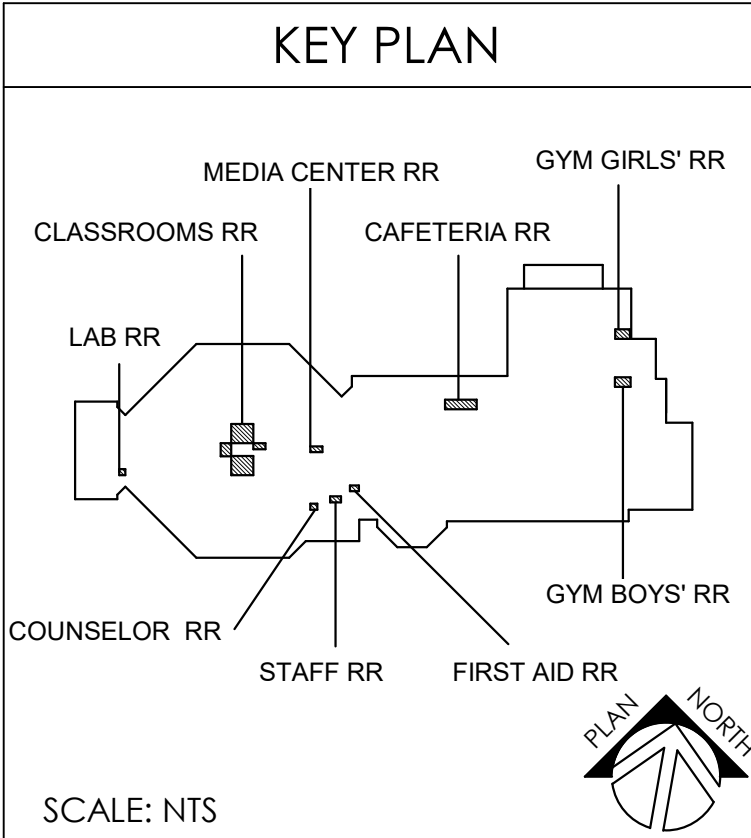 KEY PLAN
GYM GIRLS' RR
MEDIA CENTER RR
CLASSROOMS RR
CAFETERIA RR
LAB RR
GYM BOYS' RR
COUNSELOR RR
STAFF RR
FIRST AID RR
PLAN NORTH
SCALE: NTS